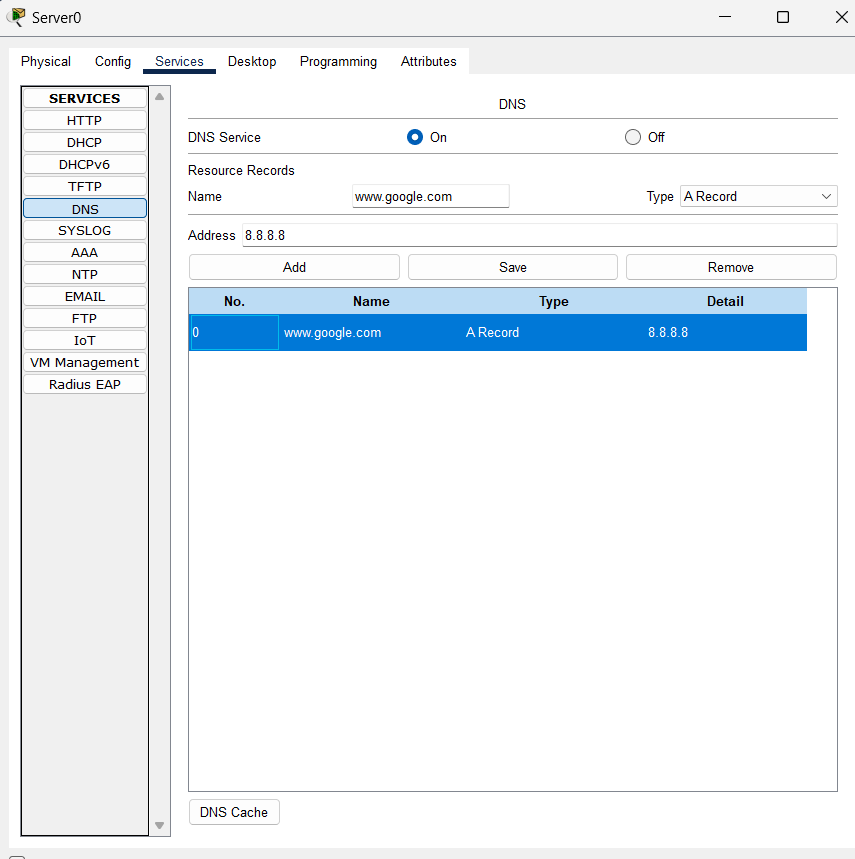 Server0
Physical Config Services Desktop Programming Attributes
SERVICES
HTTP
DHCP
DHCPv6
TFTP
DNS
SYSLOG
AAA
NTP
EMAIL
FTP
IoT
VM Management
Radius EAP
DNS
DNS Service On Off
Resource Records
Name www.google.com Type A Record
Address 8.8.8.8
Add Save Remove
No. Name Type Detail
0 www.google.com A Record 8.8.8.8
DNS Cache